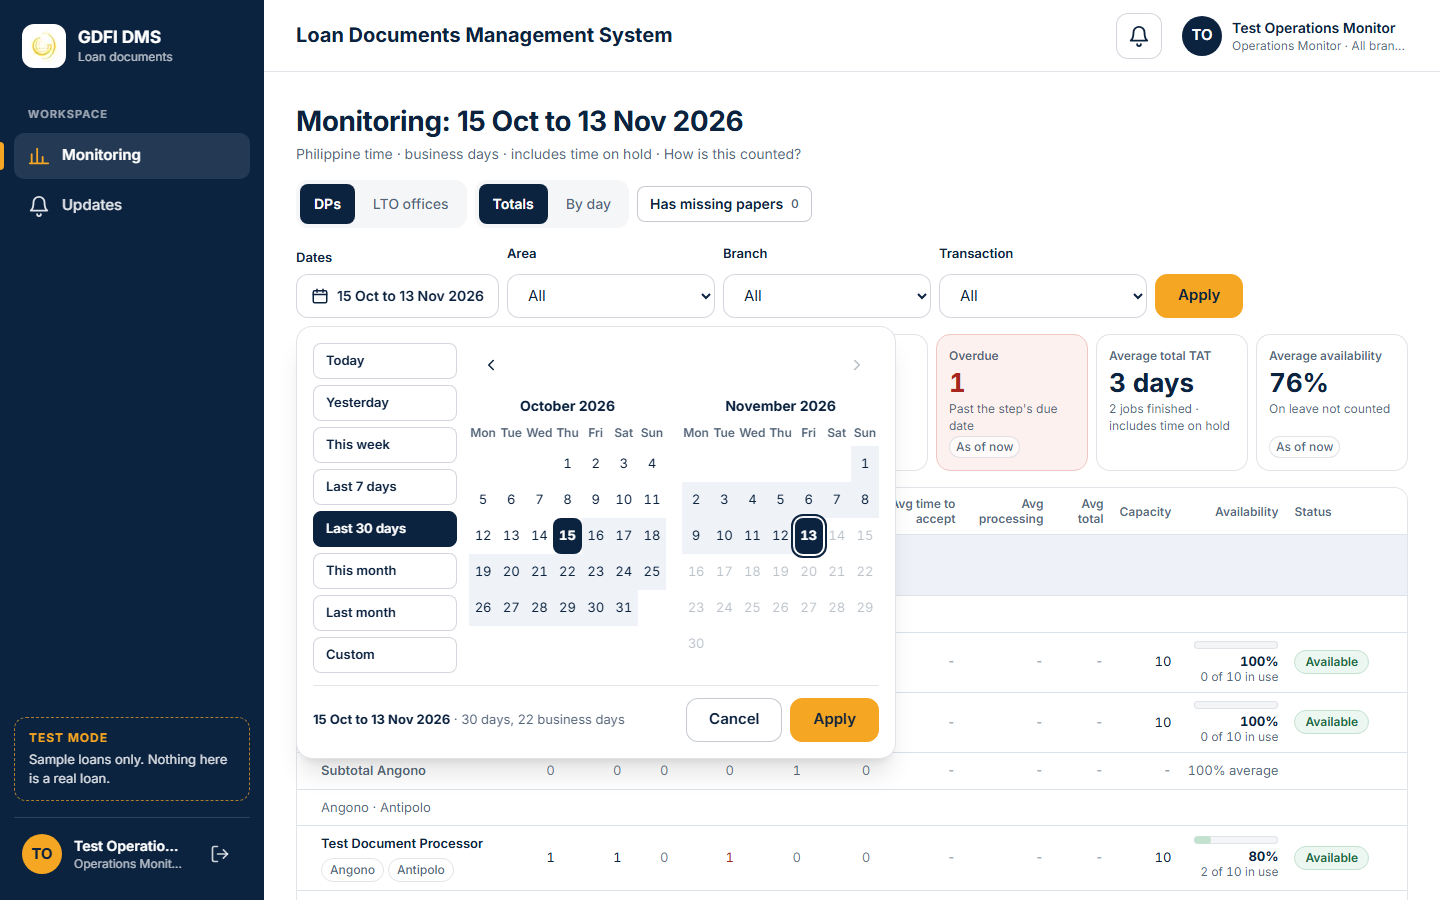 GDFI DMS
Loan documents
WORKSPACE
Monitoring
Updates
TEST MODE
Sample loans only. Nothing here
is a real loan.
TO
Test Operatio...
Operations Monit...
Loan Documents Management System
TO
Test Operations Monitor
Operations Monitor · All bran...
Monitoring: 15 Oct to 13 Nov 2026
Philippine time · business days · includes time on hold · How is this counted?
DPs LTO offices Totals By day Has missing papers 0
Dates Area Branch Transaction
15 Oct to 13 Nov 2026 All All All Apply
Today
Yesterday
This week
Last 7 days
Last 30 days
This month
Last month
Custom
October 2026
Mon Tue Wed Thu Fri Sat Sun
1 2 3 4
5 6 7 8 9 10 11
12 13 14 15 16 17 18
19 20 21 22 23 24 25
26 27 28 29 30 31
November 2026
Mon Tue Wed Thu Fri Sat Sun
1
2 3 4 5 6 7 8
9 10 11 12 13 14 15
16 17 18 19 20 21 22
23 24 25 26 27 28 29
30
15 Oct to 13 Nov 2026 · 30 days, 22 business days
Cancel Apply
Overdue
1
Past the step's due
date
As of now
Average total TAT
3 days
2 jobs finished ·
includes time on hold
Average availability
76%
On leave not counted
As of now
Avg time to
accept
Avg
processing
Avg
total
Capacity Availability Status
- - - 10 100% Available
0 of 10 in use
- - - 10 100% Available
0 of 10 in use
Subtotal Angono 0 0 0 0 1 0 - - - - 100% average
Angono · Antipolo
Test Document Processor
Angono Antipolo
1 1 0 1 0 0 - - - 10 80% Available
2 of 10 in use